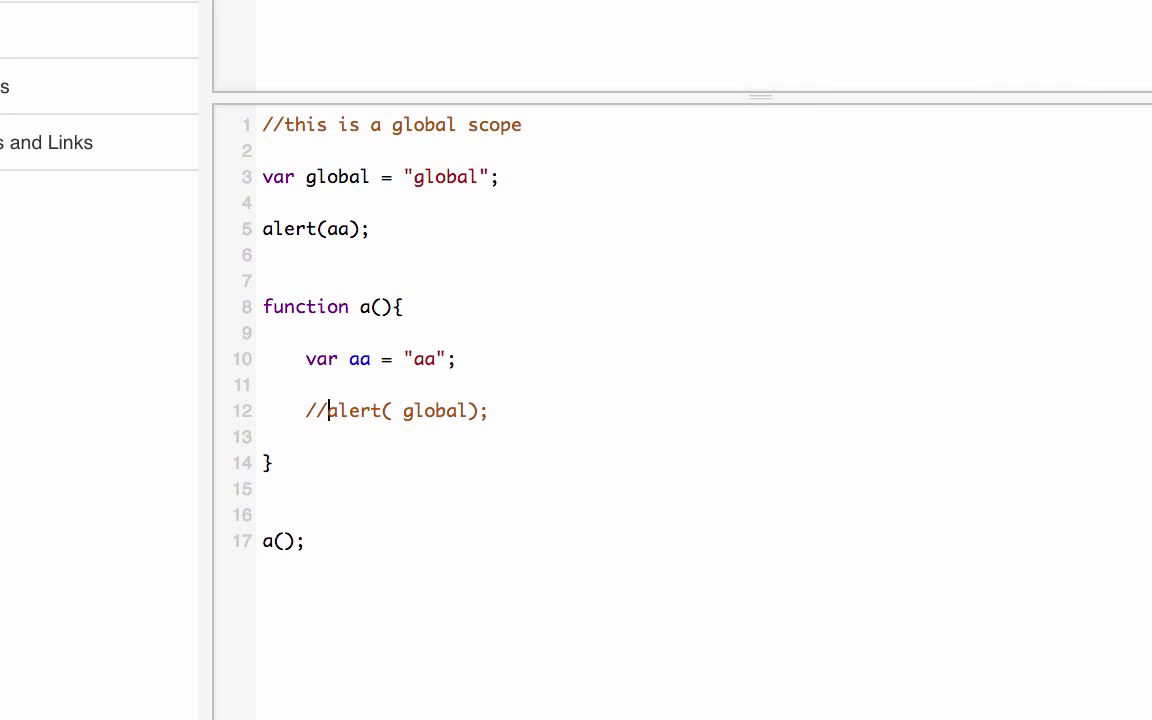 s
s and Links
1 //this is a global scope
2
3 var global = "global";
4
5 alert(aa);
6
7
8 function a(){
9
10 var aa = "aa";
11
12 //alert( global);
13
14 }
15
16
17 a();